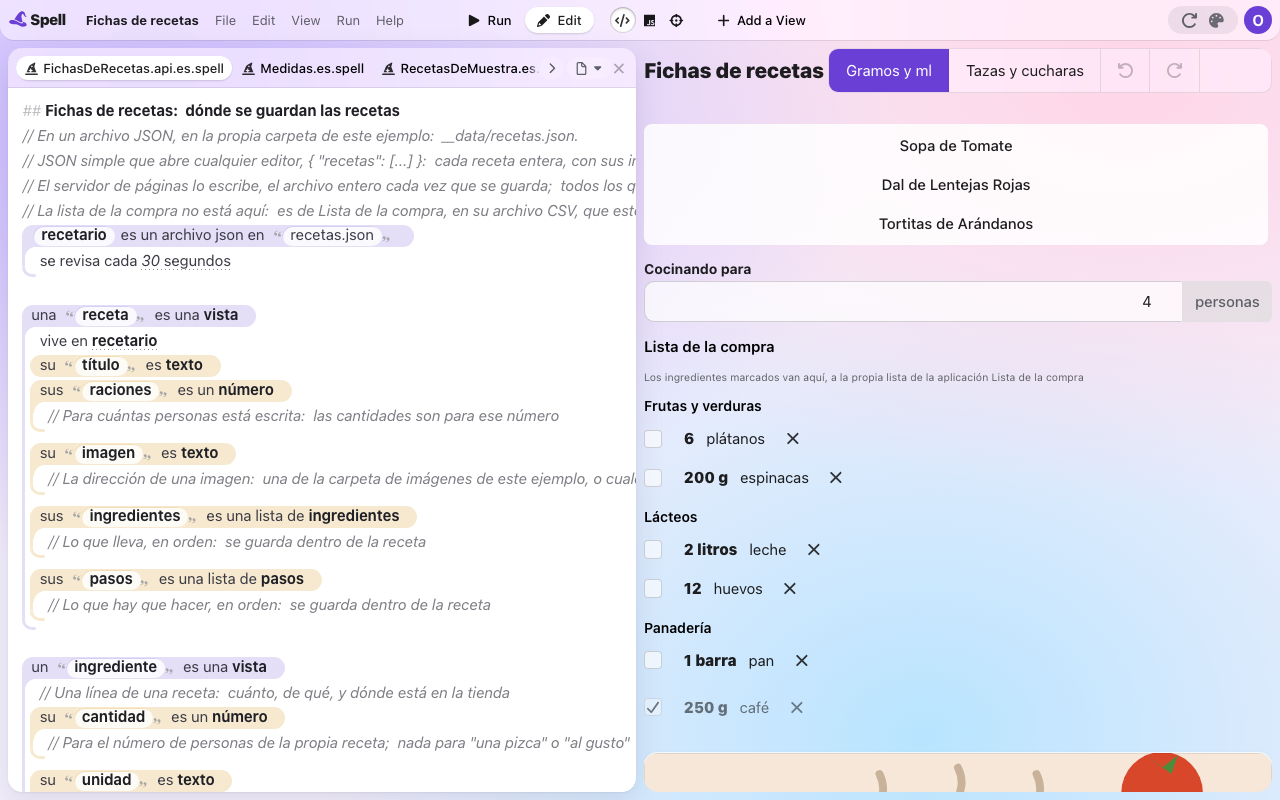 Spell Fichas de recetas File Edit View Run Help Run Edit JS Add a View O
FichasDeRecetas.api.es.spell Medidas.es.spell RecetasDeMuestra.es.
## Fichas de recetas: dónde se guardan las recetas
// En un archivo JSON, en la propia carpeta de este ejemplo: __data/recetas.json.
// JSON simple que abre cualquier editor, { "recetas": [...] }: cada receta entera, con sus
// El servidor de páginas lo escribe, el archivo entero cada vez que se guarda; todos los
// La lista de la compra no está aquí: es de Lista de la compra, en su archivo CSV, que
recetario es un archivo json en “recetas.json„
se revisa cada 30 segundos
una “receta„ es una vista
vive en recetario
su “título„ es texto
sus “raciones„ es un número
// Para cuántas personas está escrita: las cantidades son para ese número
su “imagen„ es texto
// La dirección de una imagen: una de la carpeta de imágenes de este ejemplo, o
sus “ingredientes„ es una lista de ingredientes
// Lo que lleva, en orden: se guarda dentro de la receta
sus “pasos„ es una lista de pasos
// Lo que hay que hacer, en orden: se guarda dentro de la receta
un “ingrediente„ es una vista
// Una línea de una receta: cuánto, de qué, y dónde está en la tienda
su “cantidad„ es un número
// Para el número de personas de la propia receta; nada para "una pizca" o "al gusto"
su “unidad„ es texto
Fichas de recetas Gramos y ml Tazas y cucharas
Sopa de Tomate
Dal de Lentejas Rojas
Tortitas de Arándanos
Cocinando para
4 personas
Lista de la compra
Los ingredientes marcados van aquí, a la propia lista de la aplicación Lista de la compra
Frutas y verduras
6 plátanos
200 g espinacas
Lácteos
2 litros leche
12 huevos
Panadería
1 barra pan
250 g café